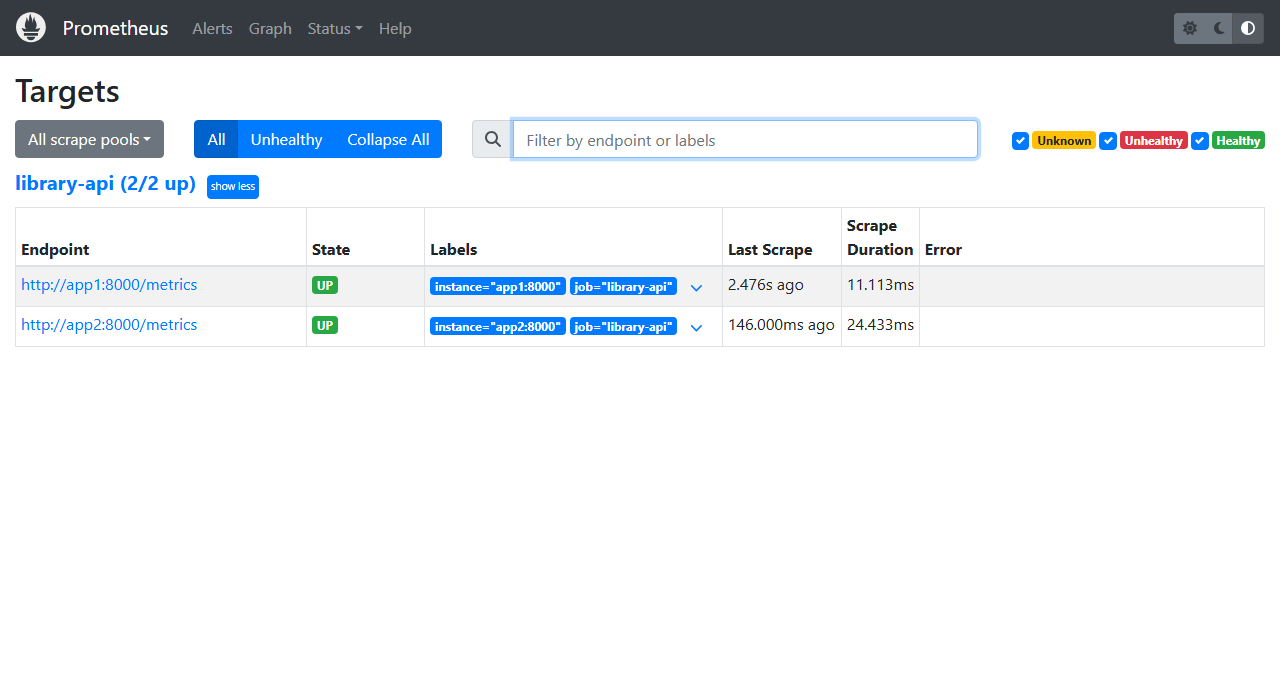 Prometheus Alerts Graph Status Help
Targets
All scrape pools All Unhealthy Collapse All Filter by endpoint or labels Unknown Unhealthy Healthy
library-api (2/2 up) show less
Endpoint State Labels Last Scrape Scrape Duration Error
http://app1:8000/metrics UP instance="app1:8000" job="library-api" 2.476s ago 11.113ms
http://app2:8000/metrics UP instance="app2:8000" job="library-api" 146.000ms ago 24.433ms